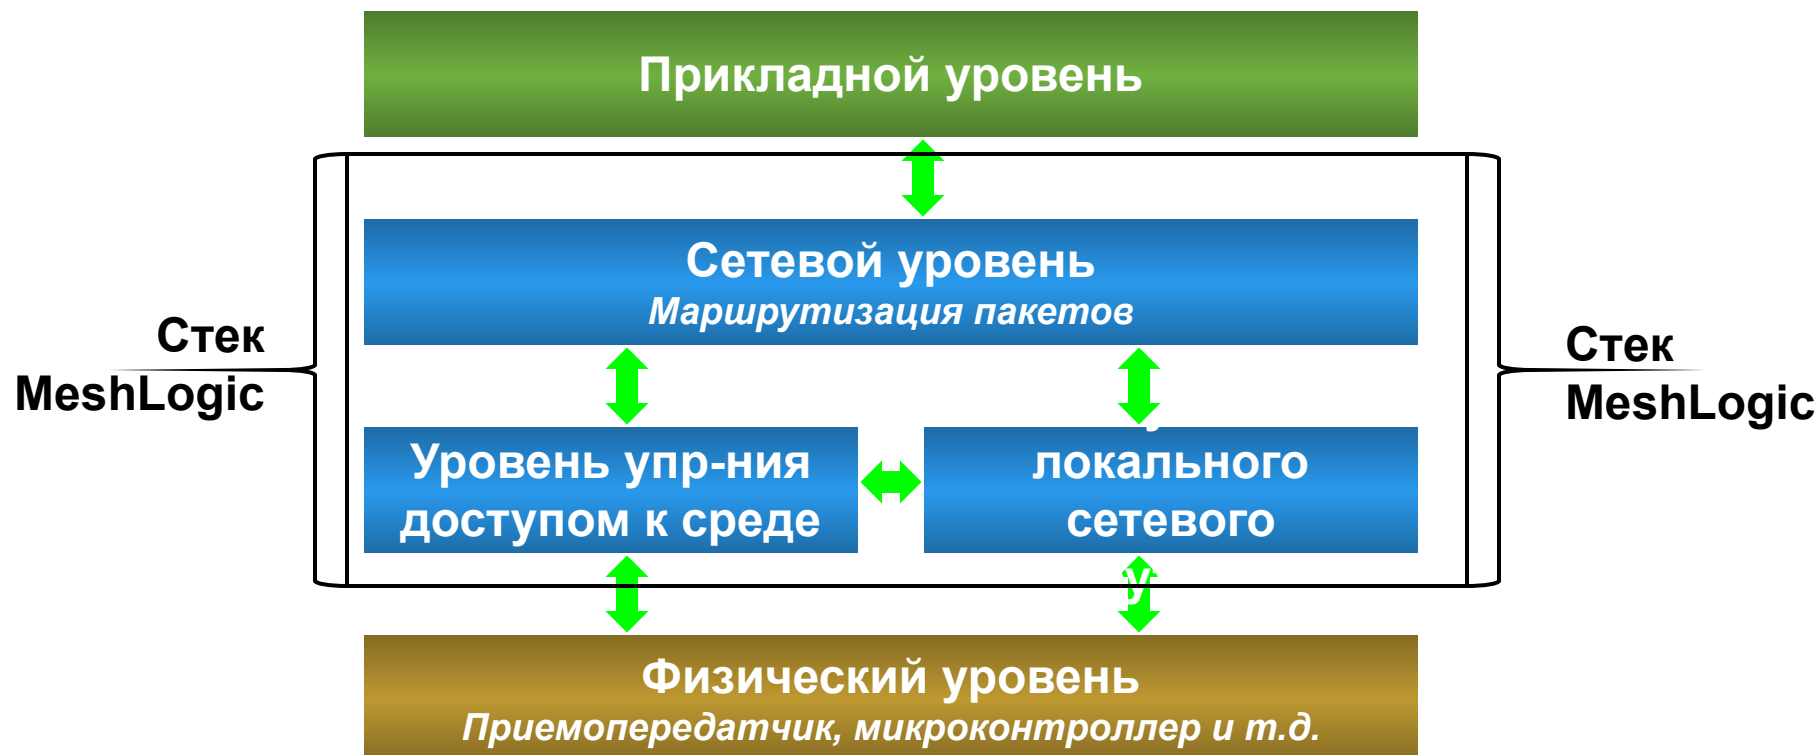 Прикладной уровень
Сетевой уровень
Маршрутизация пакетов
Стек
MeshLogic
Стек
MeshLogic
Уровень упр-ния
доступом к среде
локального
сетевого
Физический уровень
Приемопередатчик, микроконтроллер и т.д.